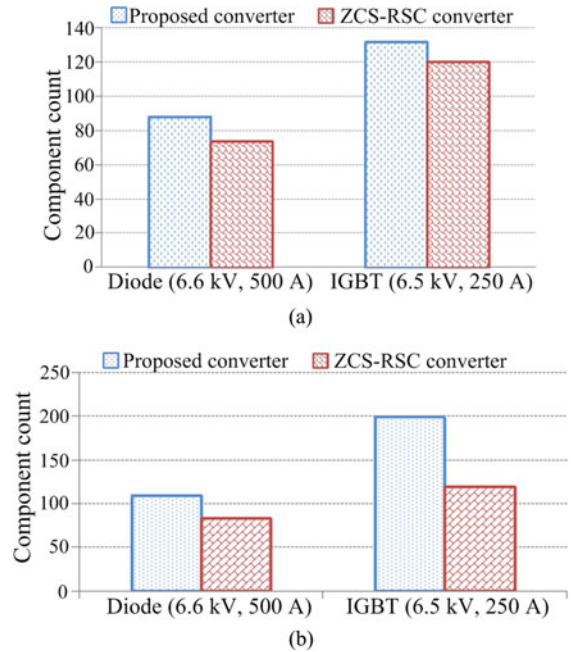 Proposed converter ZCS-RSC converter
140
120
100
80
60
40
20
0
Component count
Diode (6.6 kV, 500 A) IGBT (6.5 kV, 250 A)
(a)
Proposed converter ZCS-RSC converter
250
200
150
100
50
0
Component count
Diode (6.6 kV, 500 A) IGBT (6.5 kV, 250 A)
(b)